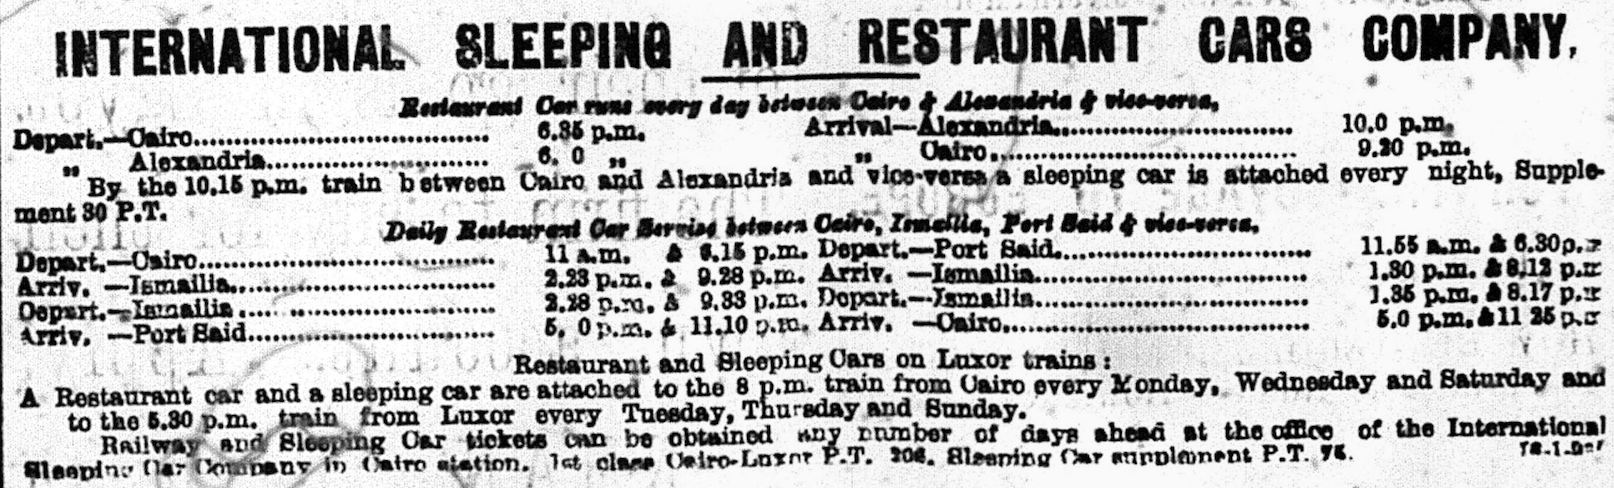 INTERNATIONAL SLEEPING AND RESTAURANT CARS COMPANY.
Restaurant Car runs every day between Cairo & Alexandria & vice-versa.
Depart.—Cairo.................................... 6.35 p.m. Arrival—Alexandria............................. 10.0 p.m.
„ Alexandria........................... 6. 0 „ „ Cairo..................................... 9.20 p.m.
By the 10.15 p.m. train between Cairo and Alexandria and vice-versa a sleeping car is attached every night, Supple-
ment 30 P.T.
Daily Restaurant Car Service between Cairo, Ismailia, Port Said & vice-versa.
Depart.—Cairo.................................... 11 a.m. & 6.15 p.m. Depart.—Port Said............................... 11.55 a.m. & 6.30 p.
Arriv. —Ismailia................................ 2.23 p.m. & 9.28 p.m. Arriv. —Ismailia................................. 1.30 p.m. & 8.12 p.
Depart.—Ismailia ............................... 2.28 p.m. & 9.33 p.m. Depart.—Ismailia................................. 1.35 p.m. & 8.17 p.
Arriv. —Port Said.............................. 5. 0 p.m. & 11.10 p.m. Arriv. —Cairo..................................... 5.0 p.m. & 11 25 p.
Restaurant and Sleeping Cars on Luxor trains :
A Restaurant car and a sleeping car are attached to the 8 p.m. train from Cairo every Monday, Wednesday and Saturday and
to the 5.30 p.m. train from Luxor every Tuesday, Thursday and Sunday.
Railway and Sleeping Car tickets can be obtained any number of days ahead at the office of the International
Sleeping Car Company in Cairo station. 1st class Cairo-Luxor P.T. 206. Sleeping Car supplement P.T. 75.